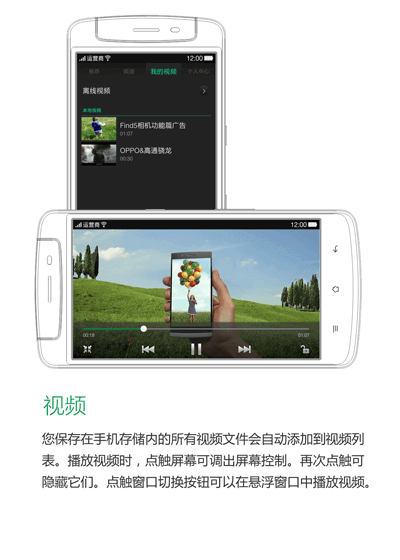 运营商 12:00
我的视频 个人中心
离线视频
本地视频
Find5相机功能篇广告
01:07
OPPO&高通骁龙
00:30
运营商 12:00
00:18 01:07
视频
您保存在手机存储内的所有视频文件会自动添加到视频列
表。播放视频时，点触屏幕可调出屏幕控制。再次点触可
隐藏它们。点触窗口切换按钮可以在悬浮窗口中播放视频。